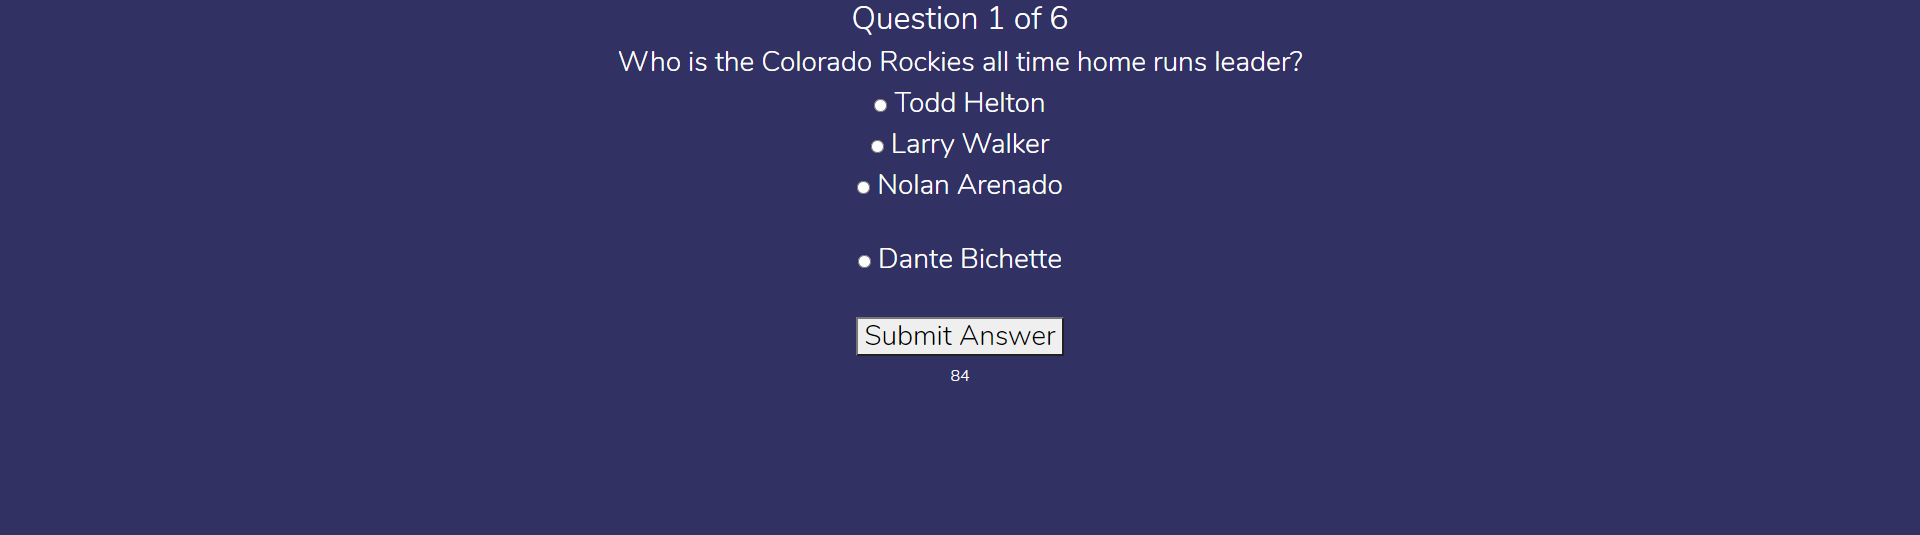 Question 1 of 6
Who is the Colorado Rockies all time home runs leader?
Todd Helton
Larry Walker
Nolan Arenado
Dante Bichette
Submit Answer
84